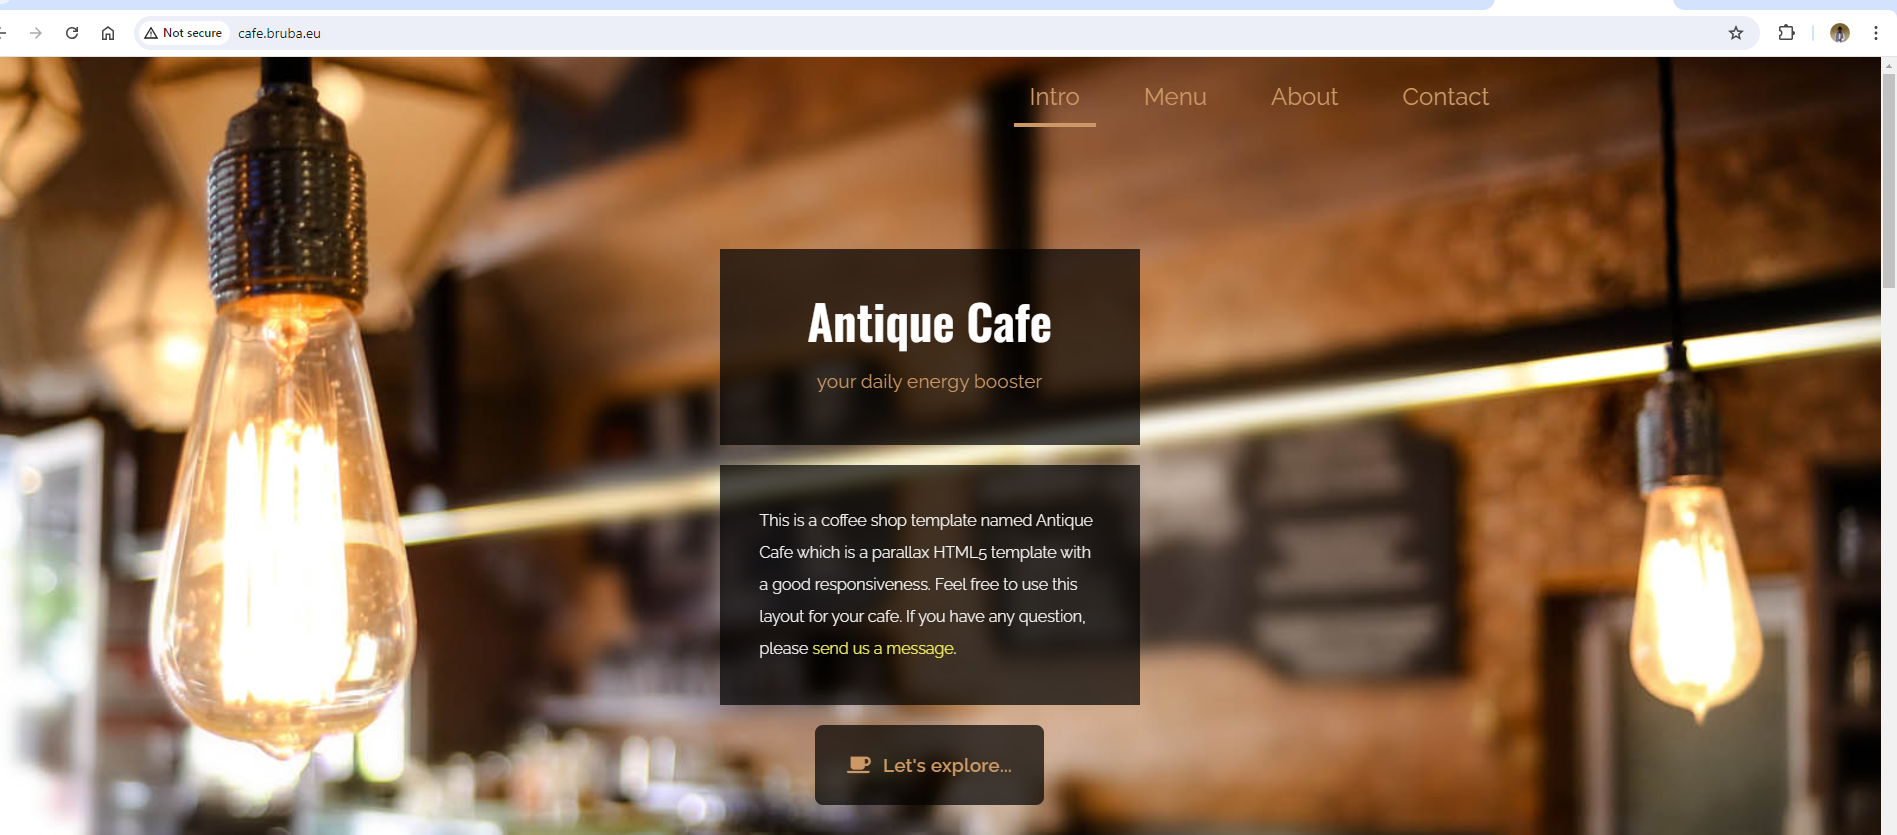 Not secure
cafe.bruba.eu
Intro Menu About Contact
Antique Cafe
your daily energy booster
This is a coffee shop template named Antique
Cafe which is a parallax HTML5 template with
a good responsiveness. Feel free to use this
layout for your cafe. If you have any question,
please send us a message.
Let's explore...